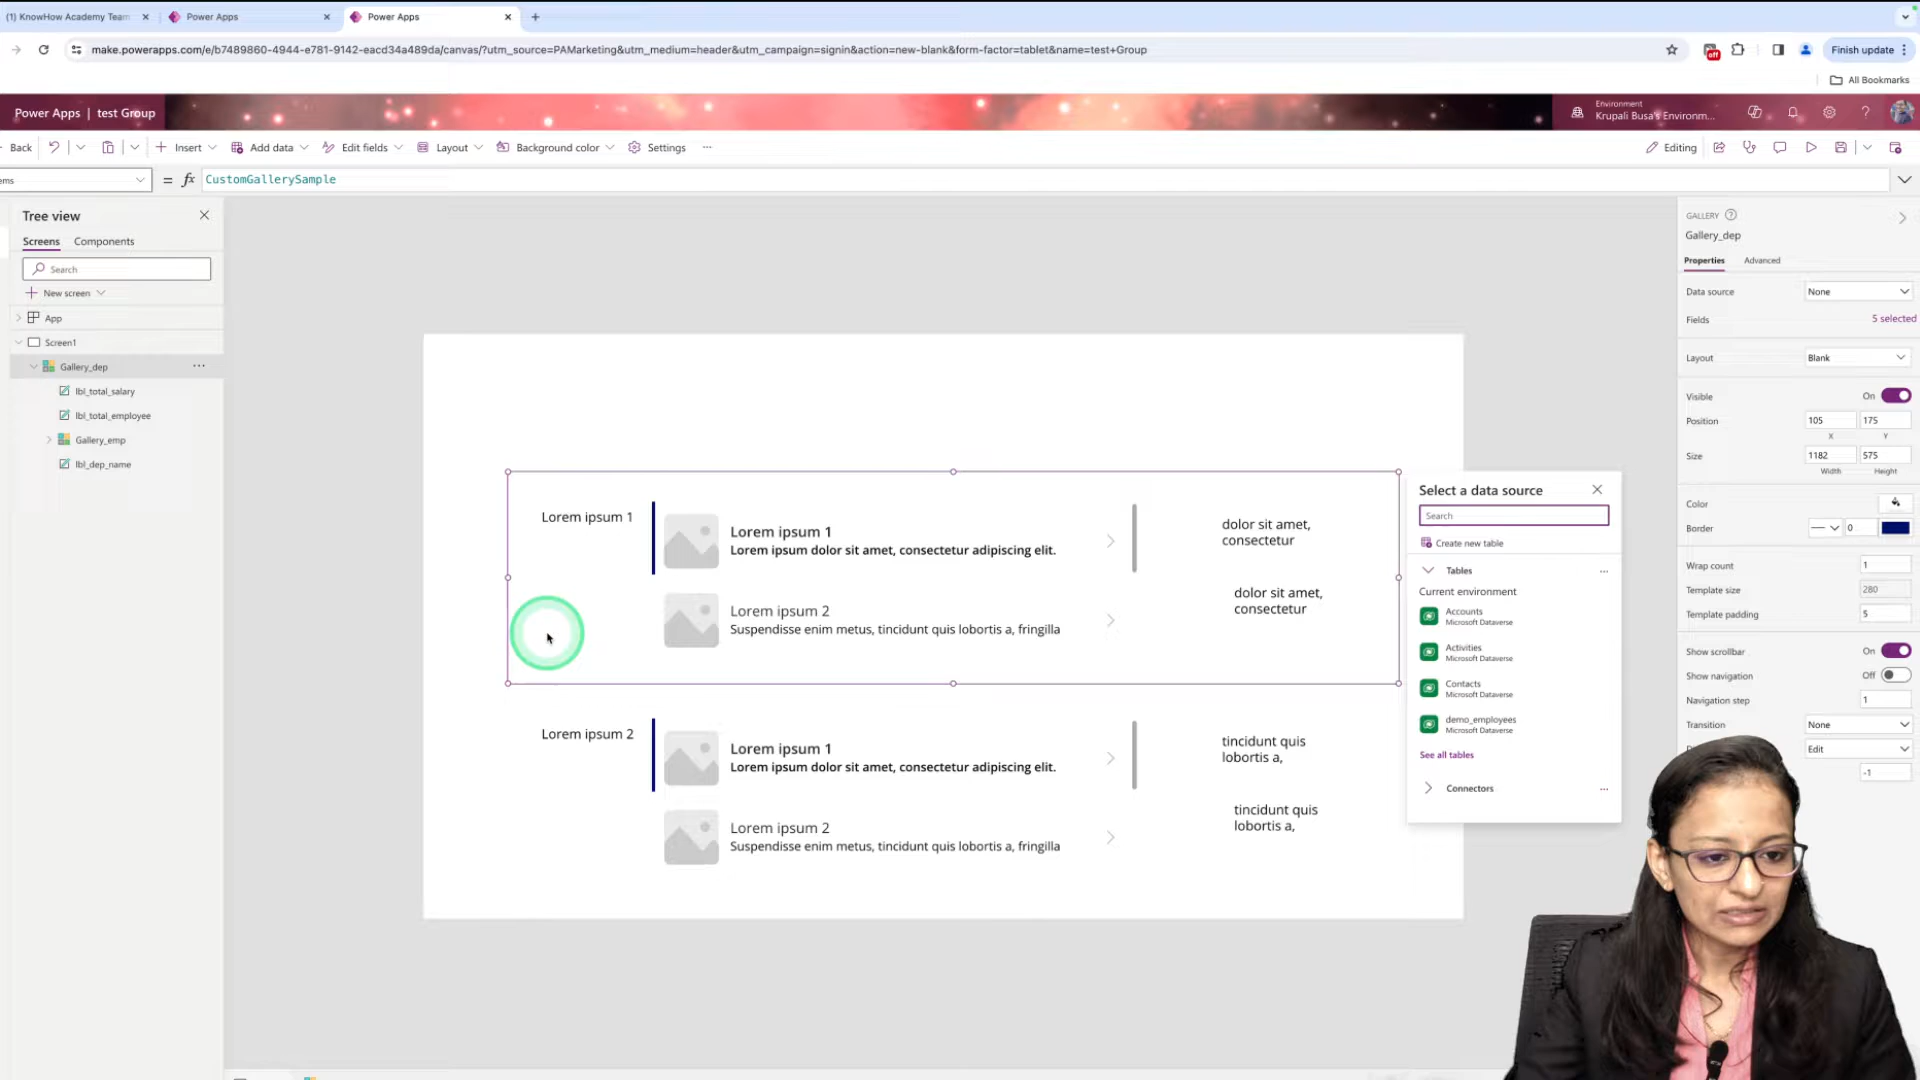 (1) KnowHow Academy Team
Power Apps
Power Apps
make.powerapps.com/e/b7489860-4944-e781-9142-eacd34a489da/canvas/?utm_source=PAMarketing&utm_medium=header&utm_campaign=signin&action=new-blank&form-factor=tablet&name=test+Group
off
Finish update
All Bookmarks
Power Apps | test Group
Environment
Krupali Busa's Environm...
Back
Insert
Add data
Edit fields
Layout
Background color
Settings
Editing
ems
= fx CustomGallerySample
Tree view
Screens
Components
Search
New screen
App
Screen1
Gallery_dep
lbl_total_salary
lbl_total_employee
Gallery_emp
lbl_dep_name
Lorem ipsum 1
Lorem ipsum 1
Lorem ipsum dolor sit amet, consectetur adipiscing elit.
dolor sit amet,
consectetur
Lorem ipsum 2
Suspendisse enim metus, tincidunt quis lobortis a, fringilla
dolor sit amet,
consectetur
Lorem ipsum 2
Lorem ipsum 1
Lorem ipsum dolor sit amet, consectetur adipiscing elit.
tincidunt quis
lobortis a,
Lorem ipsum 2
Suspendisse enim metus, tincidunt quis lobortis a, fringilla
tincidunt quis
lobortis a,
Select a data source
Search
Create new table
Tables
Current environment
Accounts
Microsoft Dataverse
Activities
Microsoft Dataverse
Contacts
Microsoft Dataverse
demo_employees
Microsoft Dataverse
See all tables
Connectors
GALLERY
Gallery_dep
Properties
Advanced
Data source
None
Fields
5 selected
Layout
Blank
Visible
On
Position
105
175
X
Y
Size
1182
575
Width
Height
Color
Border
0
Wrap count
1
Template size
280
Template padding
5
Show scrollbar
On
Show navigation
Off
Navigation step
1
Transition
None
Edit
-1